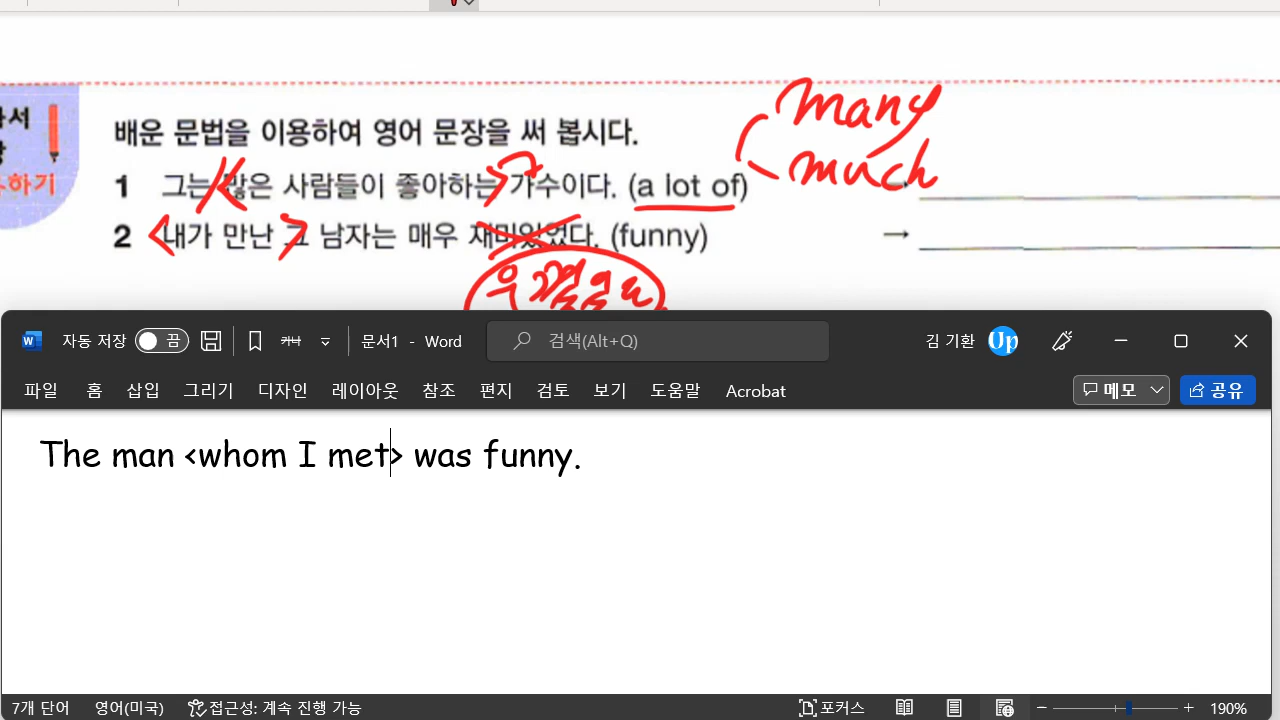 배운 문법을 이용하여 영어 문장을 써 봅시다.
many
much
1 그는 많은 사람들이 좋아하는 가수이다. (a lot of)
2 내가 만난 그 남자는 매우 재미있었다. (funny) →
하기
자동 저장 끔 가나 문서1 - Word 검색(Alt+Q) 김 기환 Up
파일 홈 삽입 그리기 디자인 레이아웃 참조 편지 검토 보기 도움말 Acrobat 메모 공유
The man <whom I met> was funny.
7개 단어 영어(미국) 접근성: 계속 진행 가능 포커스 190%